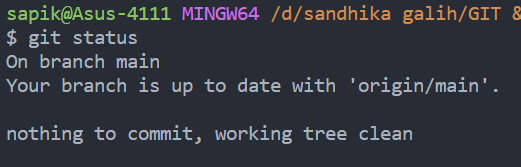 sapik@Asus-4111 MINGW64 /d/sandhika galih/GIT &
$ git status
On branch main
Your branch is up to date with 'origin/main'.
nothing to commit, working tree clean